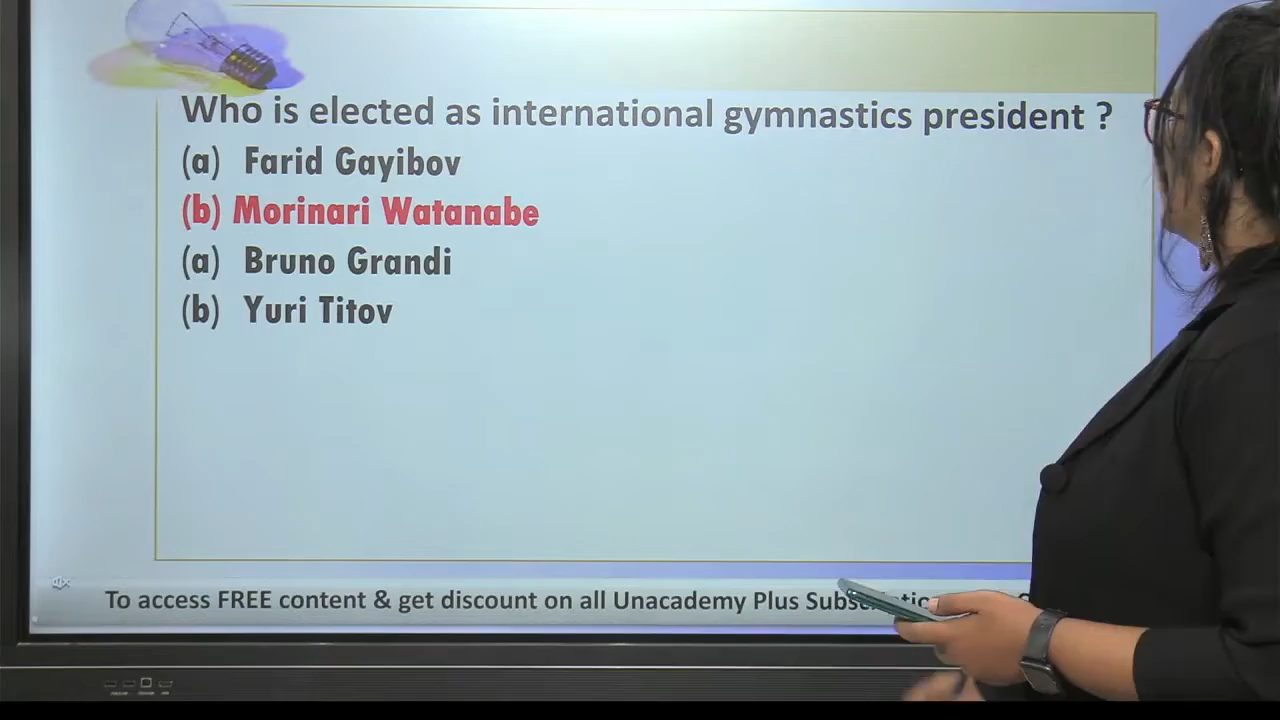 Who is elected as international gymnastics president ?
(a) Farid Gayibov
(b) Morinari Watanabe
(a) Bruno Grandi
(b) Yuri Titov
To access FREE content & get discount on all Unacademy Plus